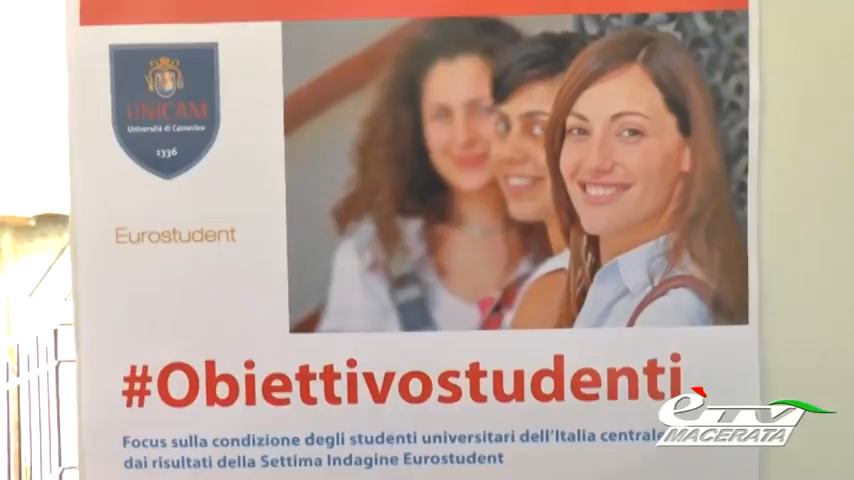 UNICAM
Università di Camerino
1336
Eurostudent
#Obiettivostudenti
Focus sulla condizione degli studenti universitari dell'Italia centrale
dai risultati della Settima Indagine Eurostudent
etv
MACERATA